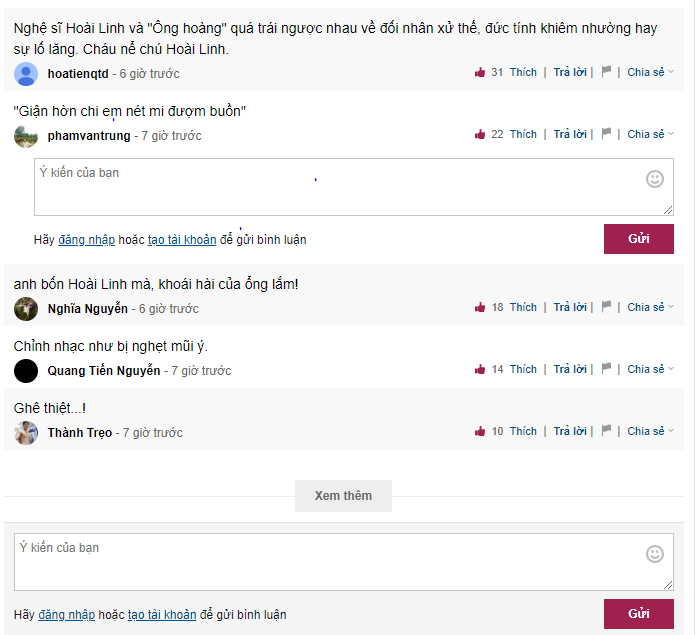 Nghệ sĩ Hoài Linh và "Ông hoàng" quá trái ngược nhau về đối nhân xử thế, đức tính khiêm nhường hay
sự lố lăng. Cháu nể chú Hoài Linh.
hoatienqtd - 6 giờ trước 31 Thích | Trả lời | | Chia sẻ
"Giận hờn chi em nét mi đượm buồn"
phamvantrung - 7 giờ trước 22 Thích | Trả lời | | Chia sẻ
Ý kiến của bạn
Hãy đăng nhập hoặc tạo tài khoản để gửi bình luận Gửi
anh bốn Hoài Linh mà, khoái hài của ổng lắm!
Nghĩa Nguyễn - 6 giờ trước 18 Thích | Trả lời | | Chia sẻ
Chỉnh nhạc như bị nghẹt mũi ý.
Quang Tiến Nguyễn - 7 giờ trước 14 Thích | Trả lời | | Chia sẻ
Ghê thiệt...!
Thành Trẹo - 7 giờ trước 10 Thích | Trả lời | | Chia sẻ
Xem thêm
Ý kiến của bạn
Hãy đăng nhập hoặc tạo tài khoản để gửi bình luận Gửi